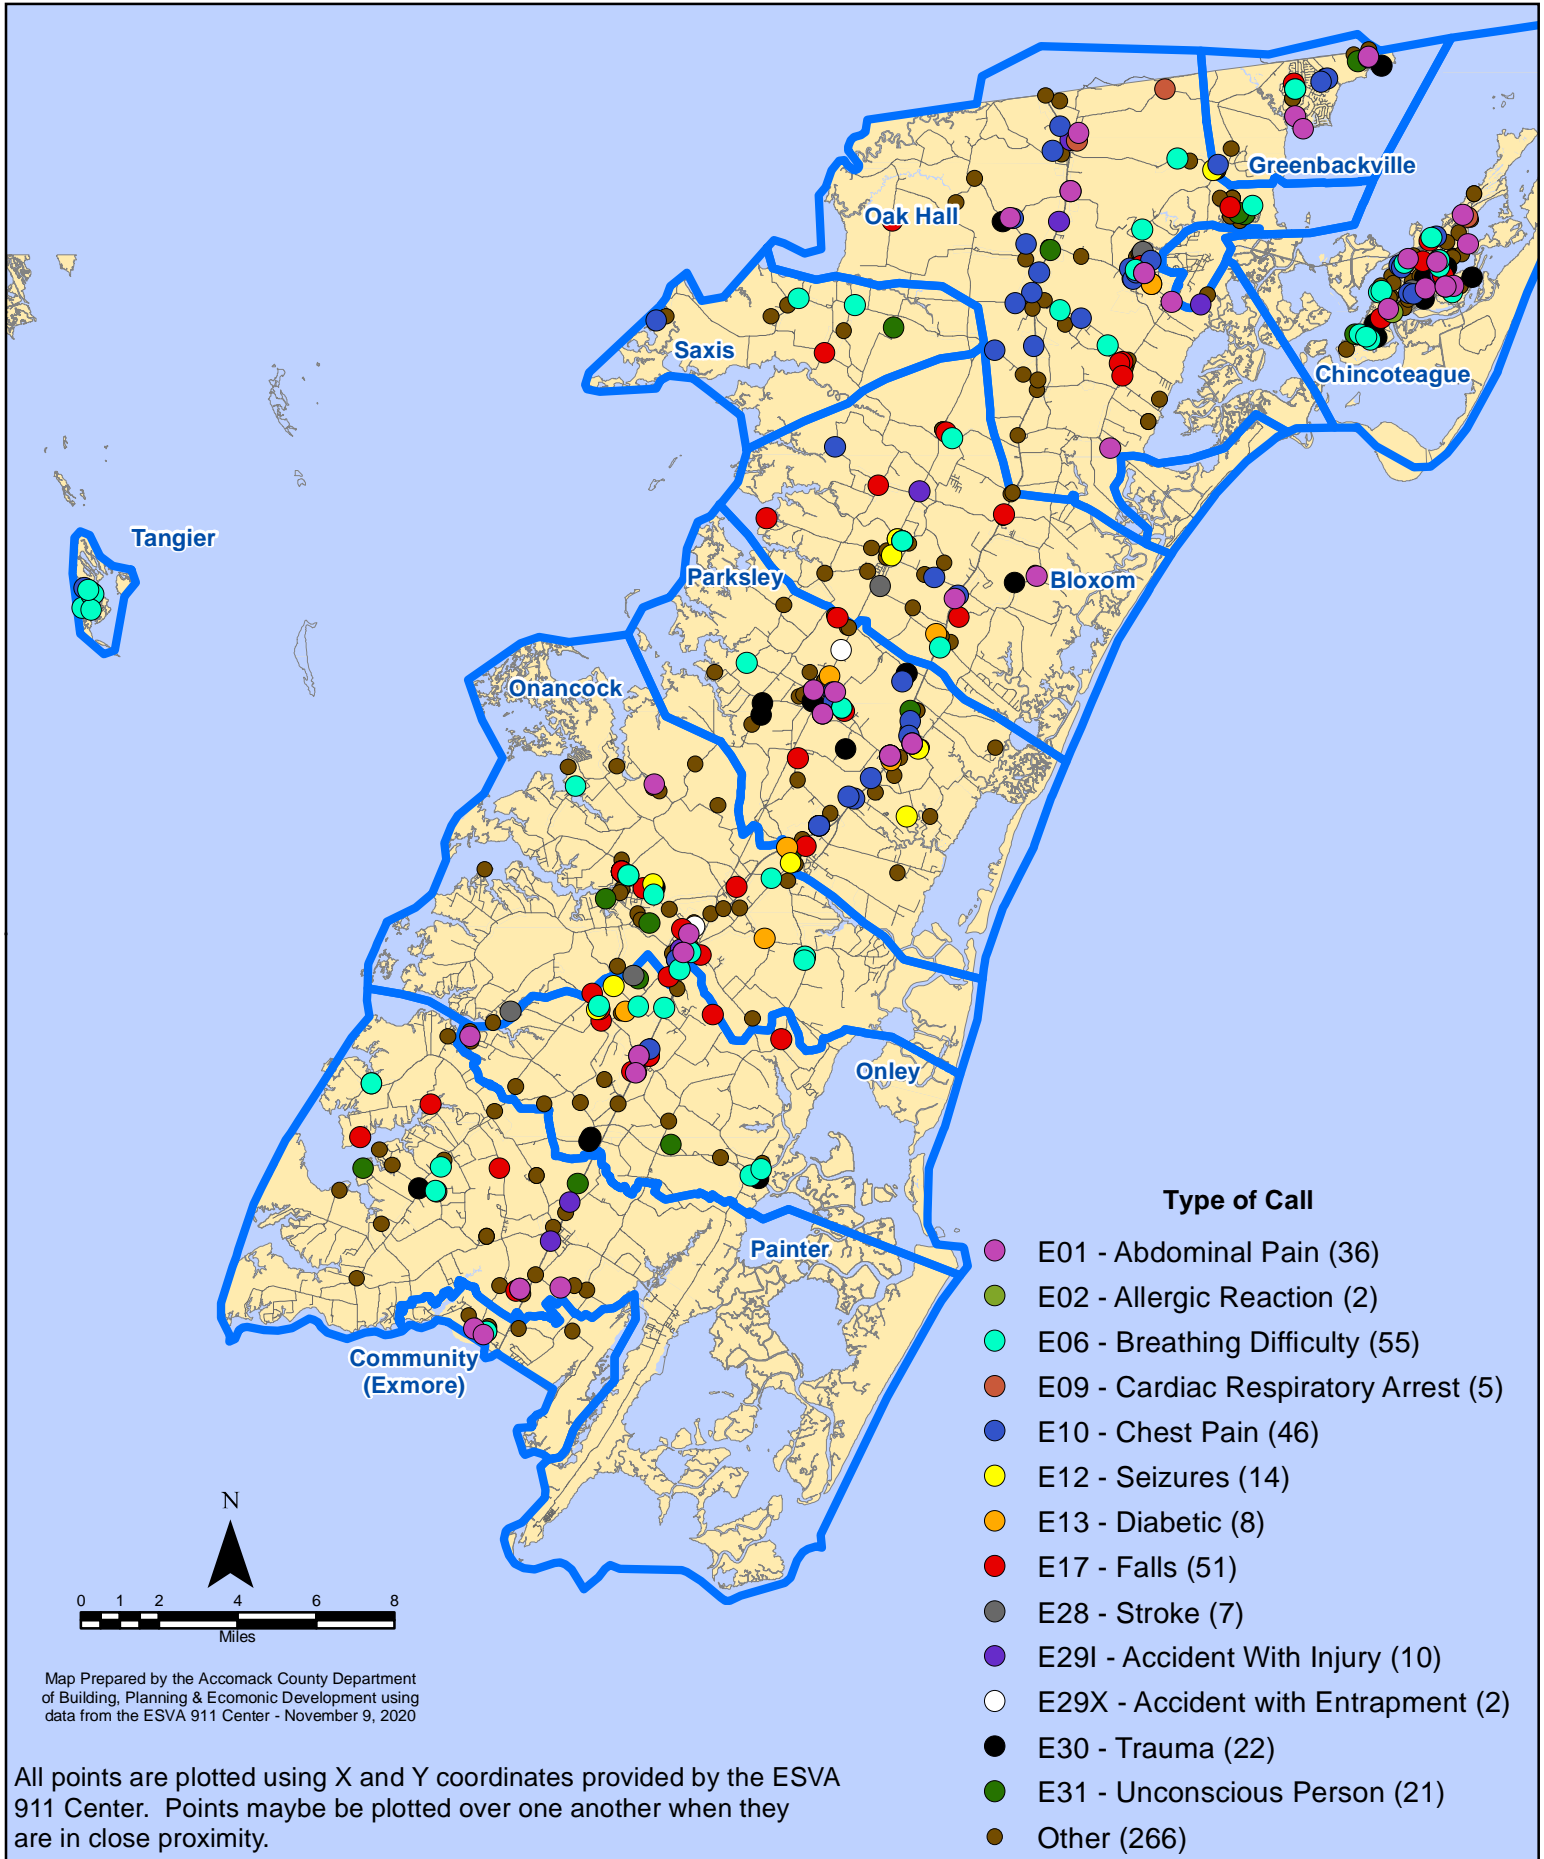 Greenbackville
Oak Hall
Saxis
Chincoteague
Tangier
Parksley
Bloxom
Onancock
Onley
Painter
Community
(Exmore)
Type of Call
E01 - Abdominal Pain (36)
E02 - Allergic Reaction (2)
E06 - Breathing Difficulty (55)
E09 - Cardiac Respiratory Arrest (5)
E10 - Chest Pain (46)
E12 - Seizures (14)
E13 - Diabetic (8)
E17 - Falls (51)
E28 - Stroke (7)
E29I - Accident With Injury (10)
E29X - Accident with Entrapment (2)
E30 - Trauma (22)
E31 - Unconscious Person (21)
Other (266)
N
0 1 2 4 6 8
Miles
Map Prepared by the Accomack County Department
of Building, Planning & Ecomonic Development using
data from the ESVA 911 Center - November 9, 2020
All points are plotted using X and Y coordinates provided by the ESVA
911 Center. Points maybe be plotted over one another when they
are in close proximity.